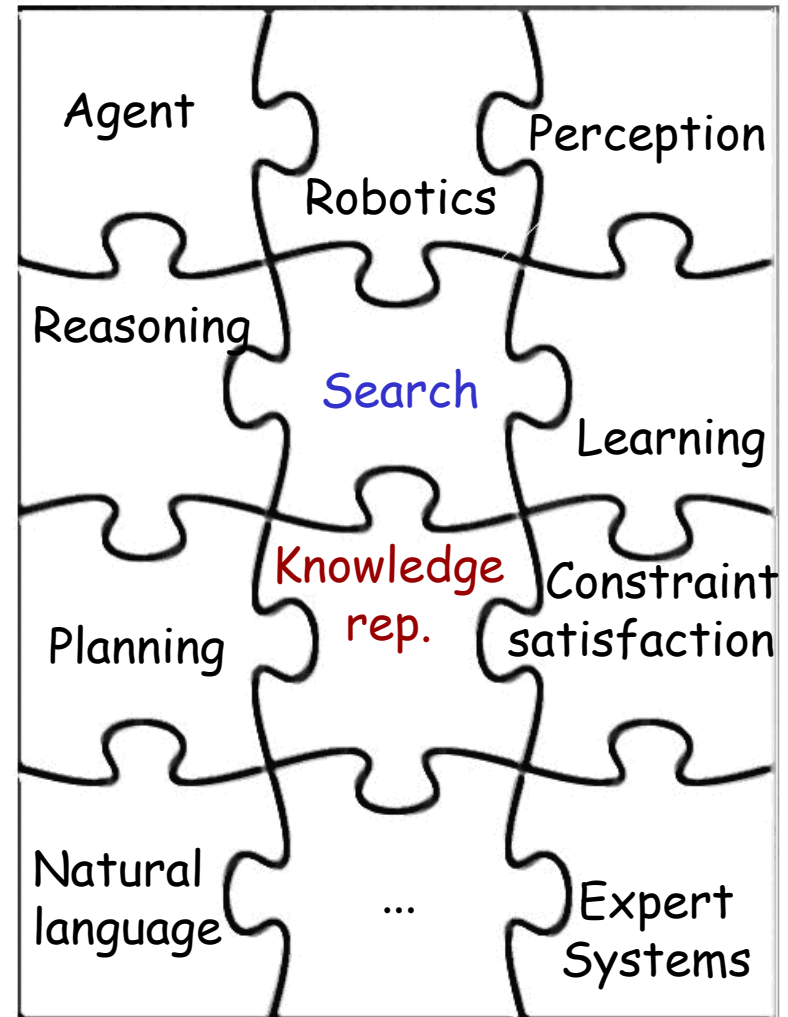 Agent
Robotics
Perception
Reasoning
Search
Learning
Planning
Knowledge
rep.
Constraint
satisfaction
Natural
language
...
Expert
Systems